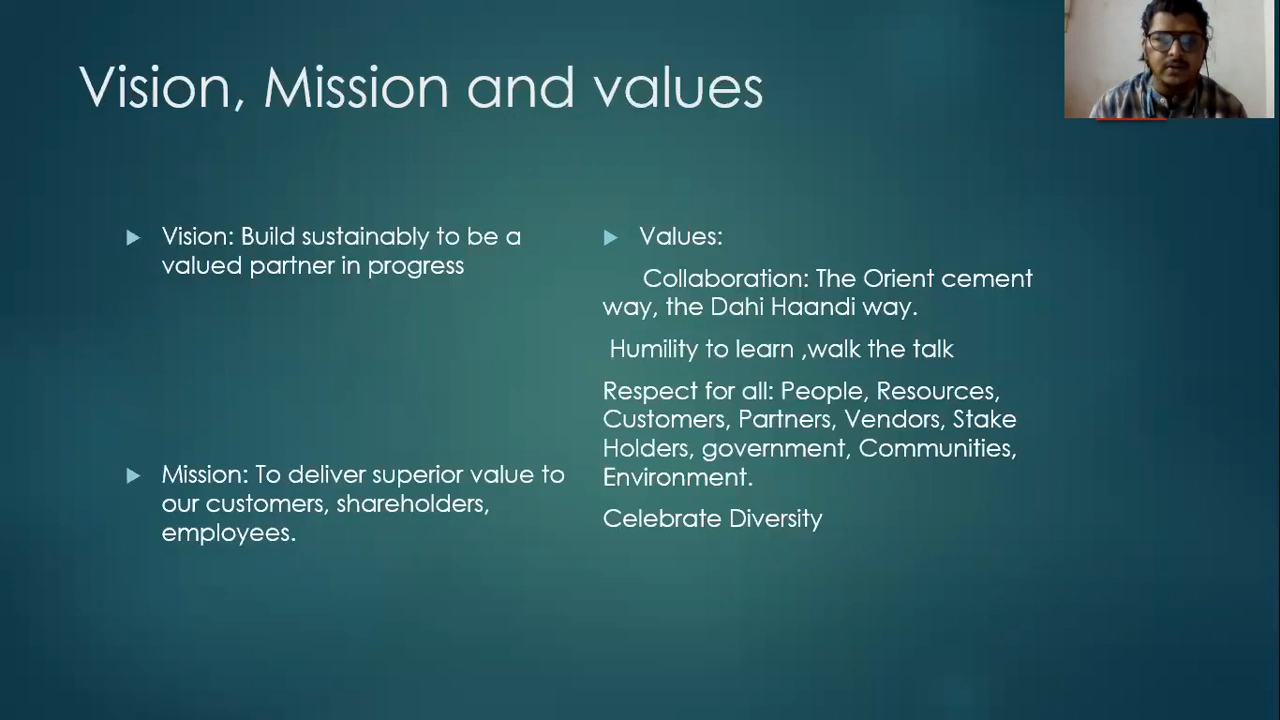 Vision, Mission and values
Vision: Build sustainably to be a
valued partner in progress
Mission: To deliver superior value to
our customers, shareholders,
employees.
Values:
Collaboration: The Orient cement
way, the Dahi Haandi way.
Humility to learn ,walk the talk
Respect for all: People, Resources,
Customers, Partners, Vendors, Stake
Holders, government, Communities,
Environment.
Celebrate Diversity